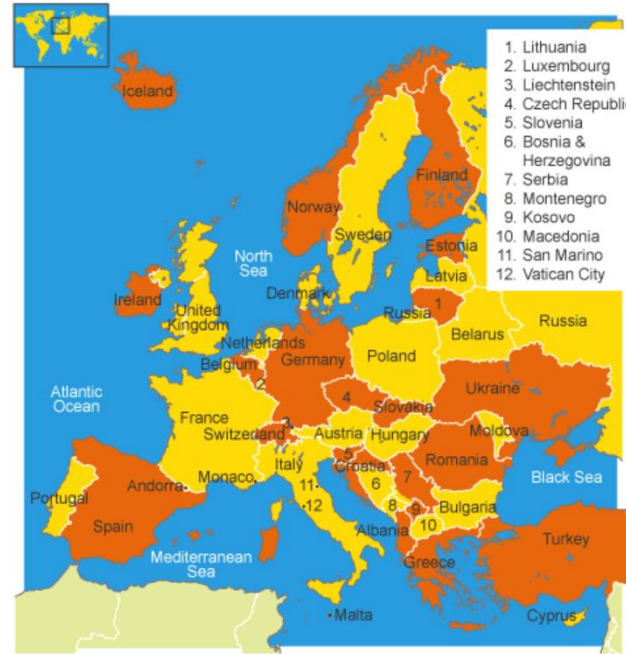 1. Lithuania
2. Luxembourg
3. Liechtenstein
4. Czech Republi
5. Slovenia
6. Bosnia &
Herzegovina
7. Serbia
8. Montenegro
9. Kosovo
10. Macedonia
11. San Marino
12. Vatican City
Iceland
Finland
Norway
Sweden
Estonia
North
Sea
Latvia
Denmark
Ireland
United
Kingdom
Russia
1
Russia
Belarus
Netherlands
Belgium
Germany
Poland
2
4
Ukraine
Atlantic
Ocean
Slovakia
France
Switzerland
3
Austria
Hungary
Moldova
Italy
5
Croatia
Romania
Monaco
Andorra
11
6
7
Black Sea
Portugal
12
8
9
Bulgaria
Spain
10
Albania
Turkey
Mediterranean
Sea
Greece
Malta
Cyprus